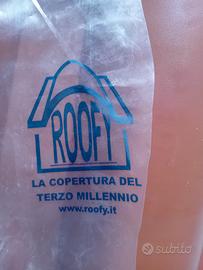 ROOFY
LA COPERTURA DEL
TERZO MILLENNIO
www.roofy.it
subito